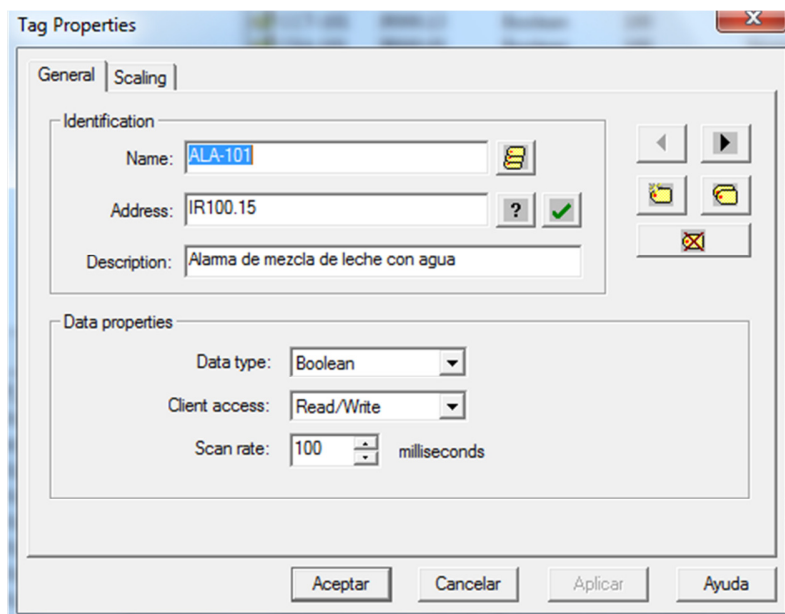 Tag Properties
General Scaling
Identification
Name: ALA-101
Address: IR100.15 ?
Description: Alarma de mezcla de leche con agua
Data properties
Data type: Boolean
Client access: Read/Write
Scan rate: 100 milliseconds
Aceptar Cancelar Aplicar Ayuda